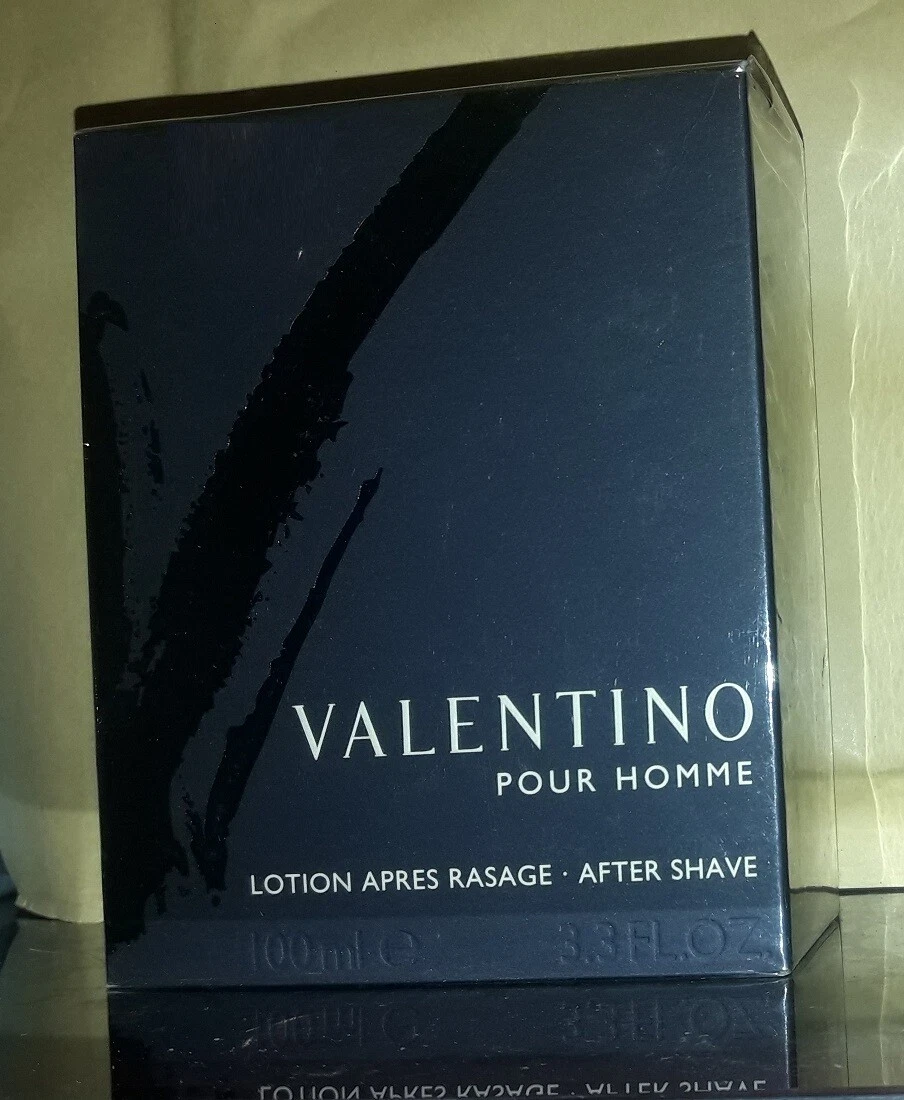 VALENTINO
POUR HOMME
LOTION APRES RASAGE · AFTER SHAVE
100ml e 3.3 FL.OZ.